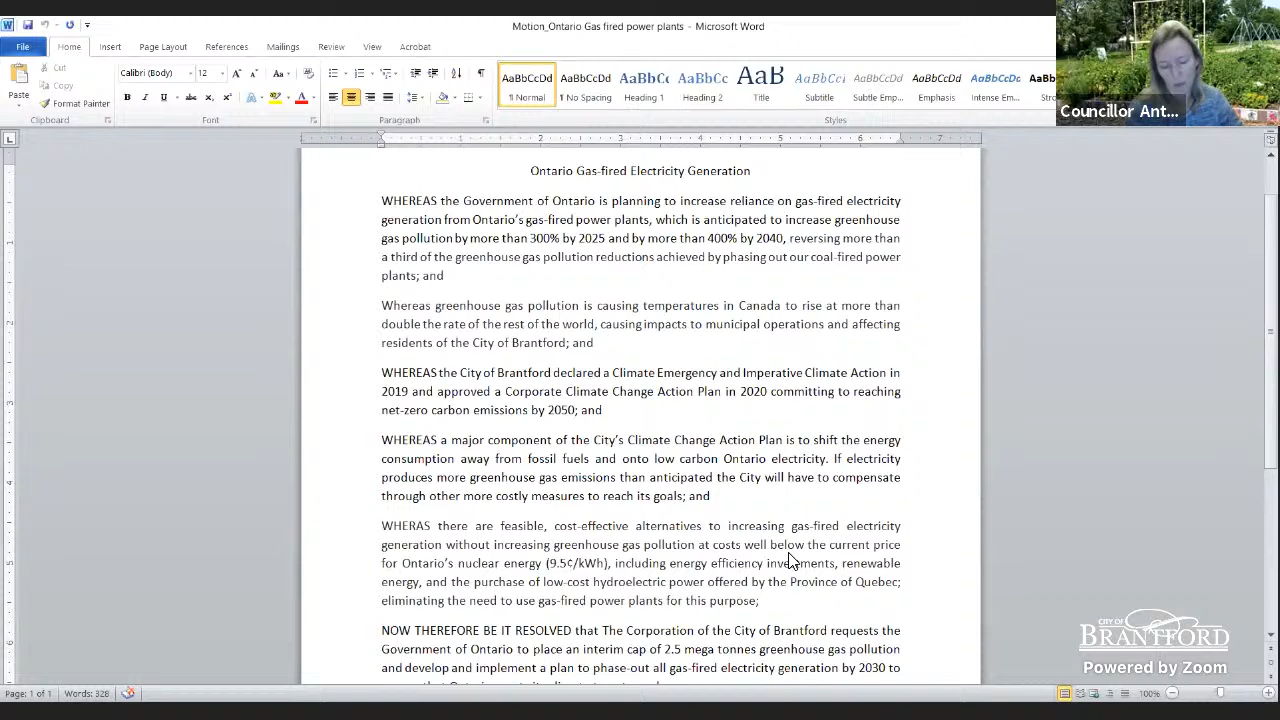 Motion_Ontario Gas fired power plants - Microsoft Word
File Home Insert Page Layout References Mailings Review View Acrobat
Cut
Copy
Paste
Format Painter
Calibri (Body) 12
AaBbCcDd AaBbCcDd AaBbCc AaBbCc AaB AaBbCcI AaBbCcDd AaBbCcDd AaBbCcDd AaBb
¶ Normal ¶ No Spacing Heading 1 Heading 2 Title Subtitle Subtle Emp... Emphasis Intense Em... Stro
Clipboard Font Paragraph Styles
Councillor Ant...
Ontario Gas-fired Electricity Generation
WHEREAS the Government of Ontario is planning to increase reliance on gas-fired electricity
generation from Ontario's gas-fired power plants, which is anticipated to increase greenhouse
gas pollution by more than 300% by 2025 and by more than 400% by 2040, reversing more than
a third of the greenhouse gas pollution reductions achieved by phasing out our coal-fired power
plants; and
Whereas greenhouse gas pollution is causing temperatures in Canada to rise at more than
double the rate of the rest of the world, causing impacts to municipal operations and affecting
residents of the City of Brantford; and
WHEREAS the City of Brantford declared a Climate Emergency and Imperative Climate Action in
2019 and approved a Corporate Climate Change Action Plan in 2020 committing to reaching
net-zero carbon emissions by 2050; and
WHEREAS a major component of the City's Climate Change Action Plan is to shift the energy
consumption away from fossil fuels and onto low carbon Ontario electricity. If electricity
produces more greenhouse gas emissions than anticipated the City will have to compensate
through other more costly measures to reach its goals; and
WHERAS there are feasible, cost-effective alternatives to increasing gas-fired electricity
generation without increasing greenhouse gas pollution at costs well below the current price
for Ontario's nuclear energy (9.5¢/kWh), including energy efficiency investments, renewable
energy, and the purchase of low-cost hydroelectric power offered by the Province of Quebec;
eliminating the need to use gas-fired power plants for this purpose;
NOW THEREFORE BE IT RESOLVED that The Corporation of the City of Brantford requests the
Government of Ontario to place an interim cap of 2.5 mega tonnes greenhouse gas pollution
and develop and implement a plan to phase-out all gas-fired electricity generation by 2030 to
CITY OF
BRANTFORD
Powered by Zoom
Page: 1 of 1 Words: 328
100%